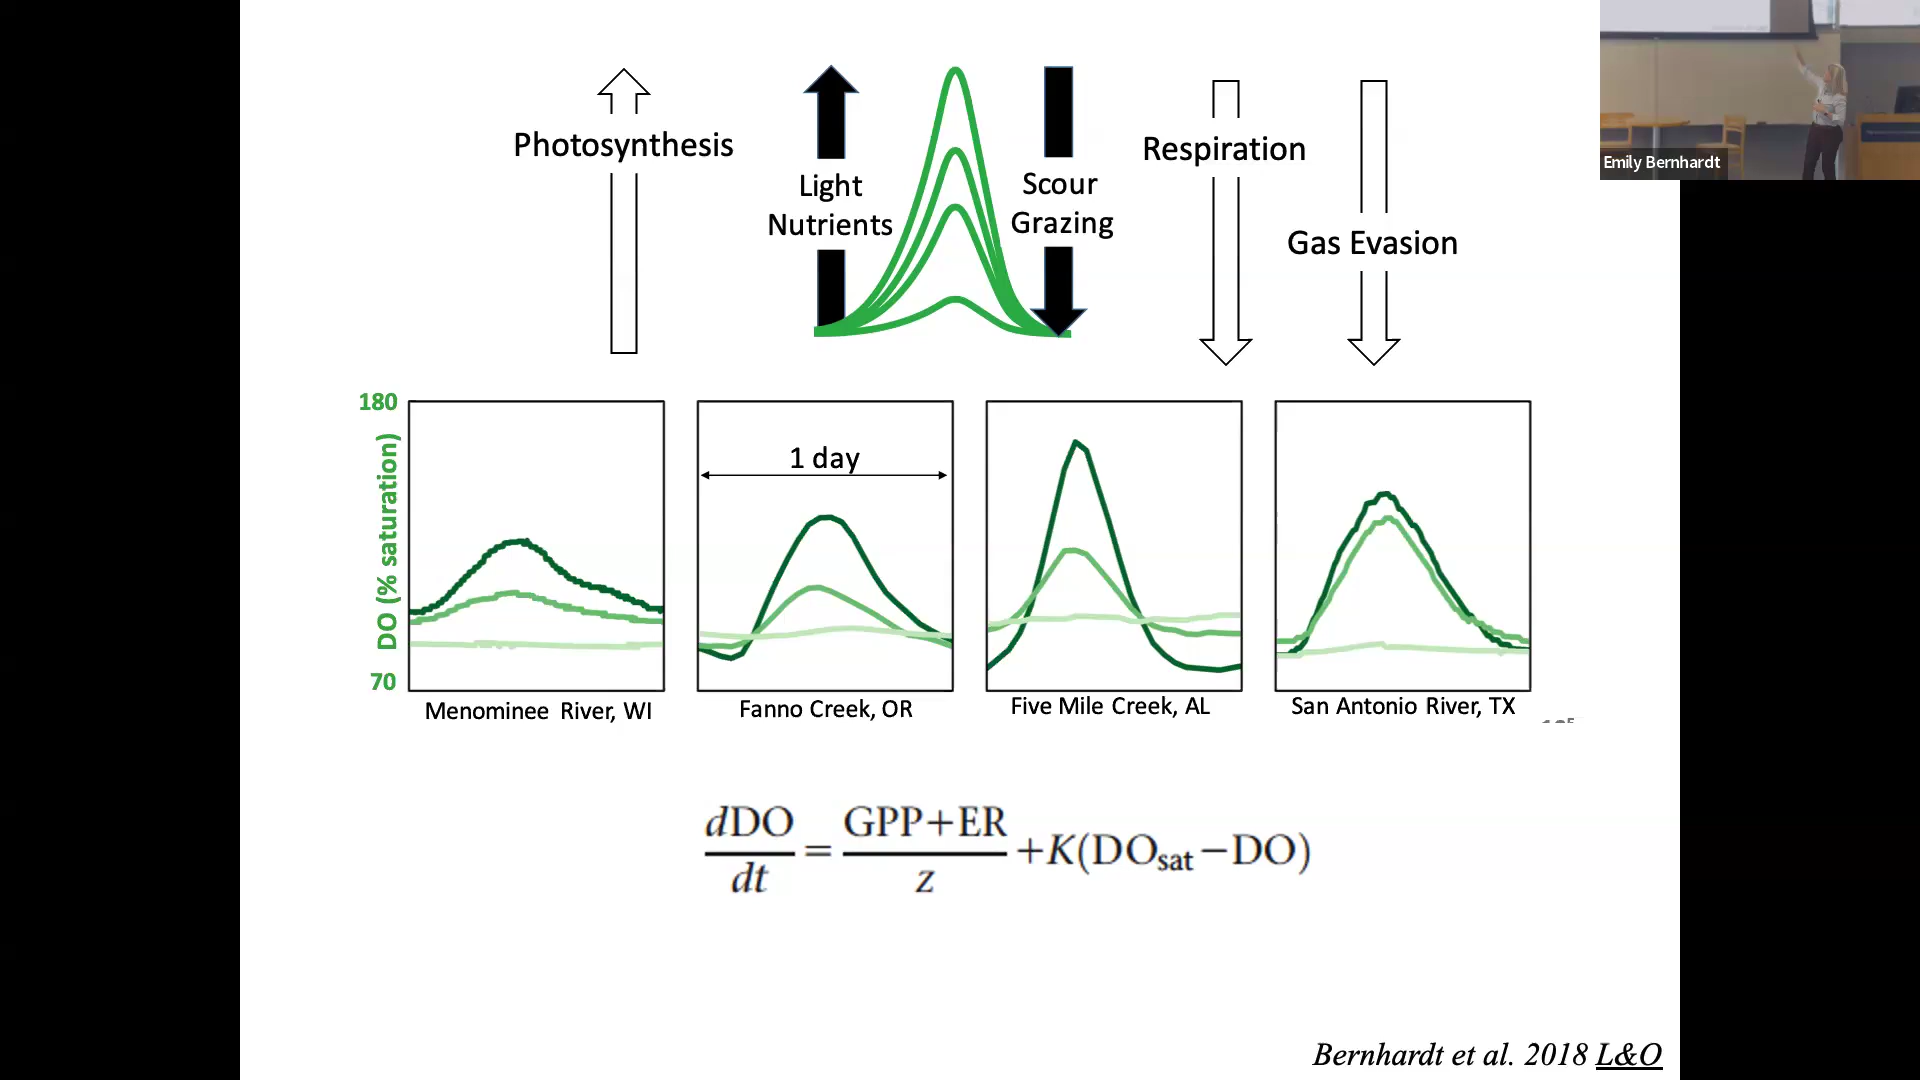 Photosynthesis
Light
Nutrients
Scour
Grazing
Respiration
Gas Evasion
Emily Bernhardt
180
DO (% saturation)
70
1 day
Menominee River, WI
Fanno Creek, OR
Five Mile Creek, AL
San Antonio River, TX
dDO/dt = GPP+ER/z +K(DOsat−DO)
Bernhardt et al. 2018 L&O